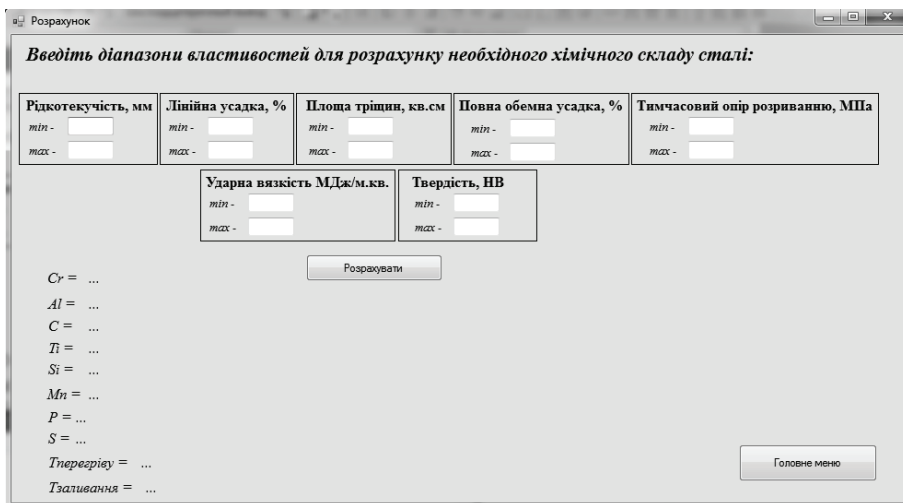 Розрахунок
Введіть діапазони властивостей для розрахунку необхідного хімічного складу сталі:
Рідкотекучість, мм Лінійна усадка, % Площа тріщин, кв.см Повна обемна усадка, % Тимчасовий опір розриванню, МПа
min - min - min - min - min -
max - max - max - max - max -
Ударна вязкість МДж/м.кв. Твердість, НВ
min - min -
max - max -
Розрахувати
Cr = ...
Al = ...
C = ...
Ti = ...
Si = ...
Mn = ...
P = ...
S = ...
Тперегріву = ...
Тзаливання = ...
Головне меню